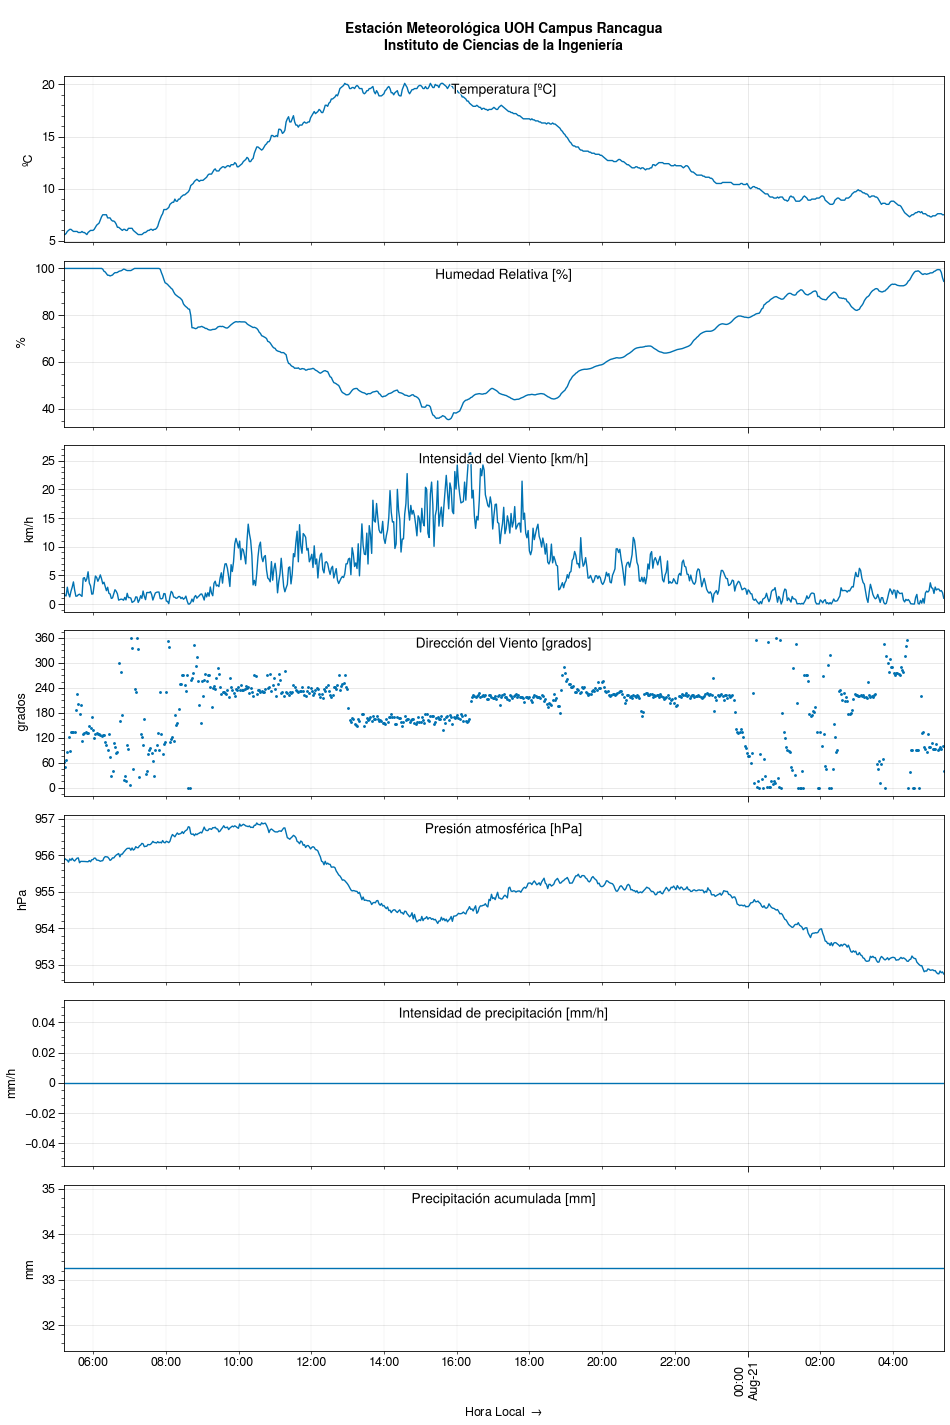 Estación Meteorológica UOH Campus Rancagua
Instituto de Ciencias de la Ingeniería
Temperatura [ºC]
ºC
20
15
10
5
Humedad Relativa [%]
%
100
80
60
40
Intensidad del Viento [km/h]
km/h
25
20
15
10
5
0
Dirección del Viento [grados]
grados
360
300
240
180
120
60
0
Presión atmosférica [hPa]
hPa
957
956
955
954
953
Intensidad de precipitación [mm/h]
mm/h
0.04
0.02
0
−0.02
−0.04
Precipitación acumulada [mm]
mm
35
34
33
32
06:00 08:00 10:00 12:00 14:00 16:00 18:00 20:00 22:00 00:00 02:00 04:00
Aug-21
Hora Local →